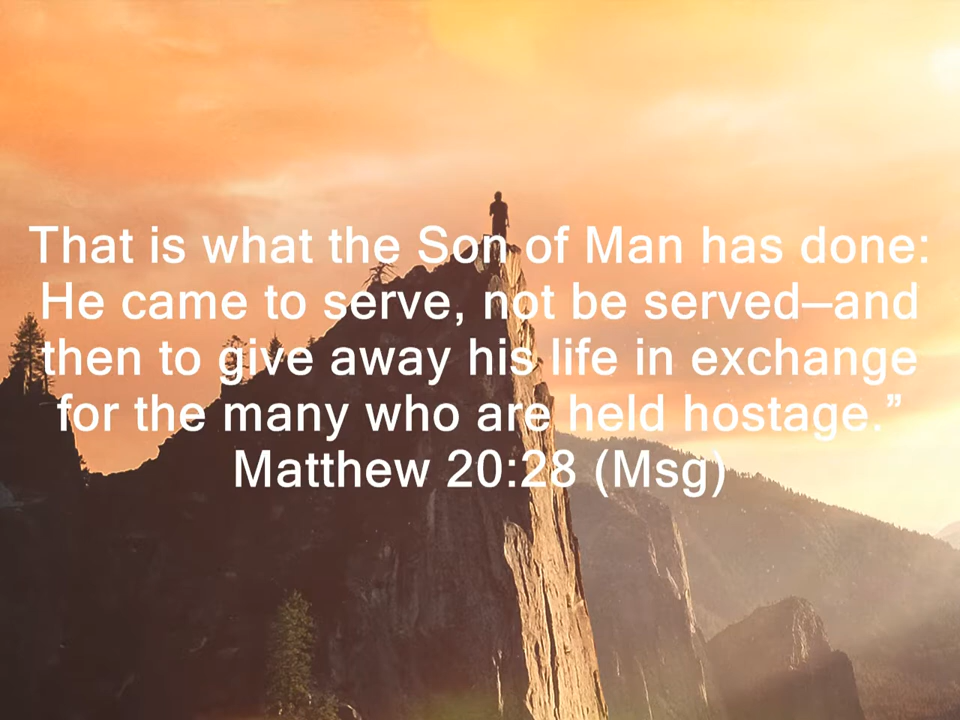 That is what the Son of Man has done:
He came to serve, not be served—and
then to give away his life in exchange
for the many who are held hostage.”
Matthew 20:28 (Msg)